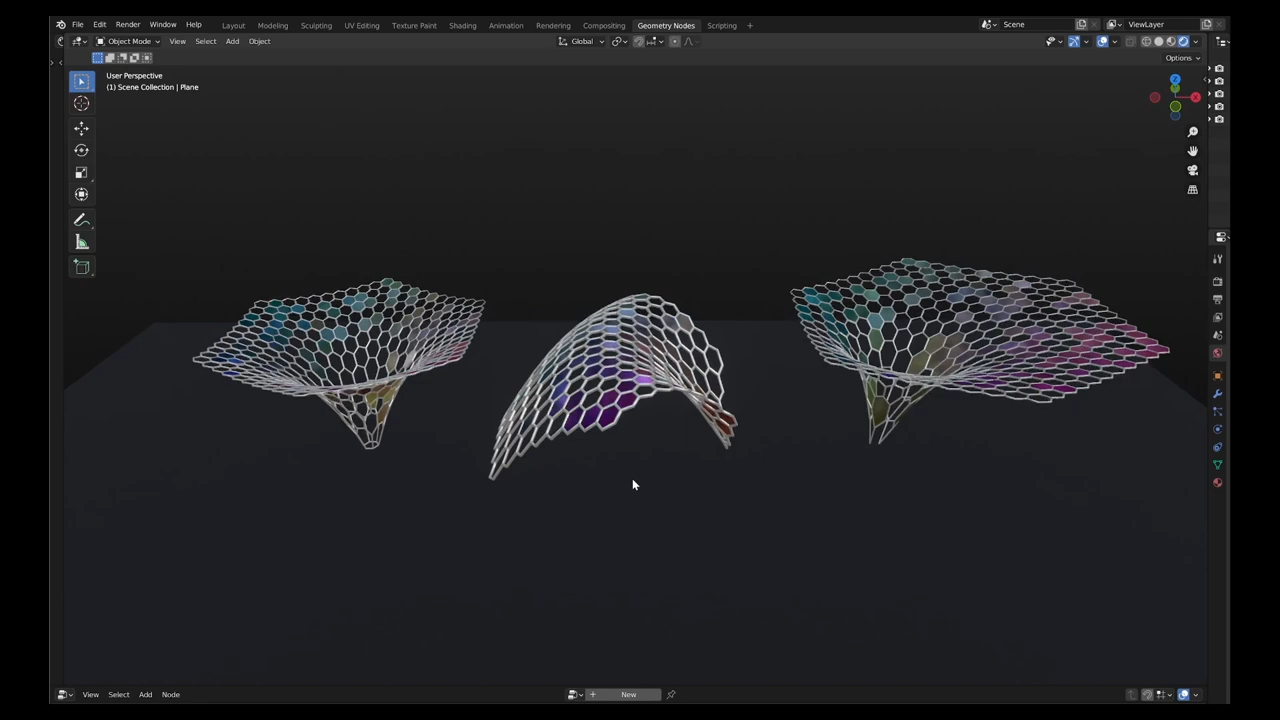 File Edit Render Window Help Layout Modeling Sculpting UV Editing Texture Paint Shading Animation Rendering Compositing Geometry Nodes Scripting + Scene ViewLayer
Object Mode View Select Add Object Global
Options
User Perspective
(1) Scene Collection | Plane
Z
X
View Select Add Node New